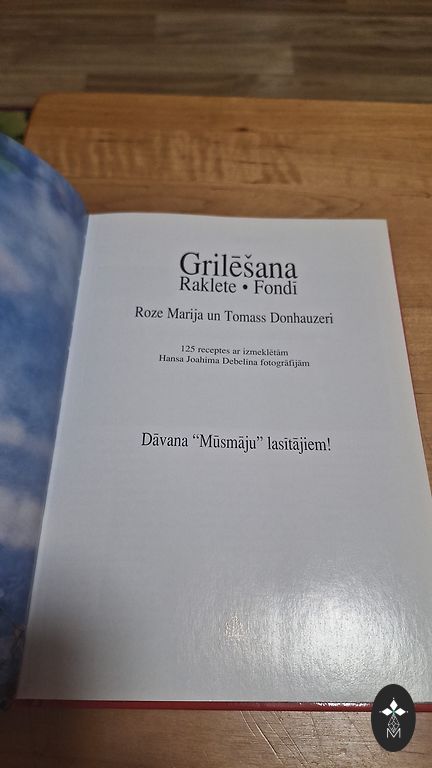 Grilēšana
Raklete • Fondī
Roze Marija un Tomass Donhauzeri
125 receptes ar izmeklētām
Hansa Joahima Debelina fotogrāfijām
Dāvana “Mūsmāju” lasītājiem!